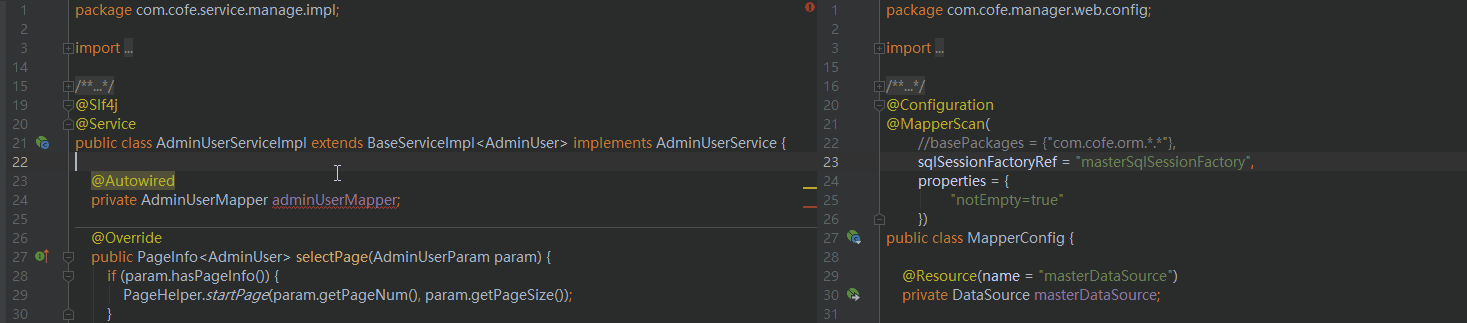 1 package com.cofe.service.manage.impl;
2
3 import ...
14
15 /**...*/
19 @Slf4j
20 @Service
21 public class AdminUserServiceImpl extends BaseServiceImpl<AdminUser> implements AdminUserService {
22
23 @Autowired
24 private AdminUserMapper adminUserMapper;
25
26 @Override
27 public PageInfo<AdminUser> selectPage(AdminUserParam param) {
28 if (param.hasPageInfo()) {
29 PageHelper.startPage(param.getPageNum(), param.getPageSize());
30 }
1 package com.cofe.manager.web.config;
2
3 import ...
15
16 /**...*/
20 @Configuration
21 @MapperScan(
22 //basePackages = {"com.cofe.orm.*.*"},
23 sqlSessionFactoryRef = "masterSqlSessionFactory",
24 properties = {
25 "notEmpty=true"
26 })
27 public class MapperConfig {
28
29 @Resource(name = "masterDataSource")
30 private DataSource masterDataSource;
31